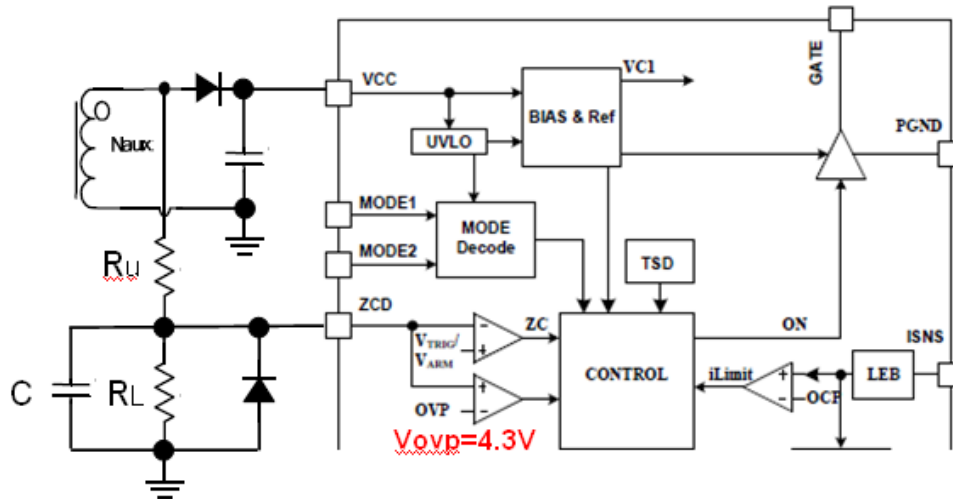 GATE
VCC
VC1
BIAS & Ref
PGND
UVLO
Naux
MODE1
MODE Decode
MODE2
RU
TSD
ZCD
ZC
VTRIG/
VARM
ON
ISNS
CONTROL
iLimit
LEB
C
RL
OVP
OCP
Vovp=4.3V